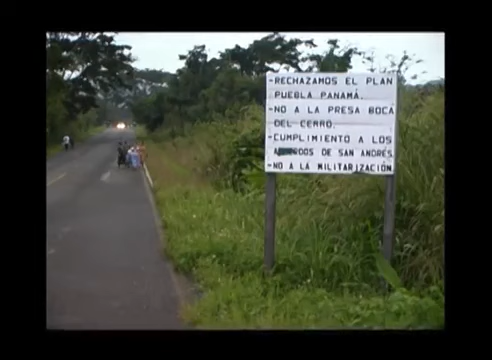 -RECHAZAMOS EL PLAN
PUEBLA PANAMÁ.
-NO A LA PRESA BOCA
DEL CERRO.
-CUMPLIMIENTO A LOS
ACUERDOS DE SAN ANDRÉS
-NO A LA MILITARIZACIÓN.